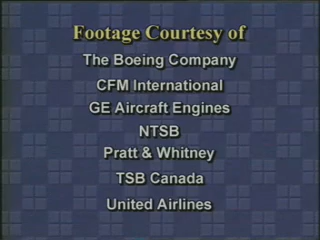 Footage Courtesy of
The Boeing Company
CFM International
GE Aircraft Engines
NTSB
Pratt & Whitney
TSB Canada
United Airlines